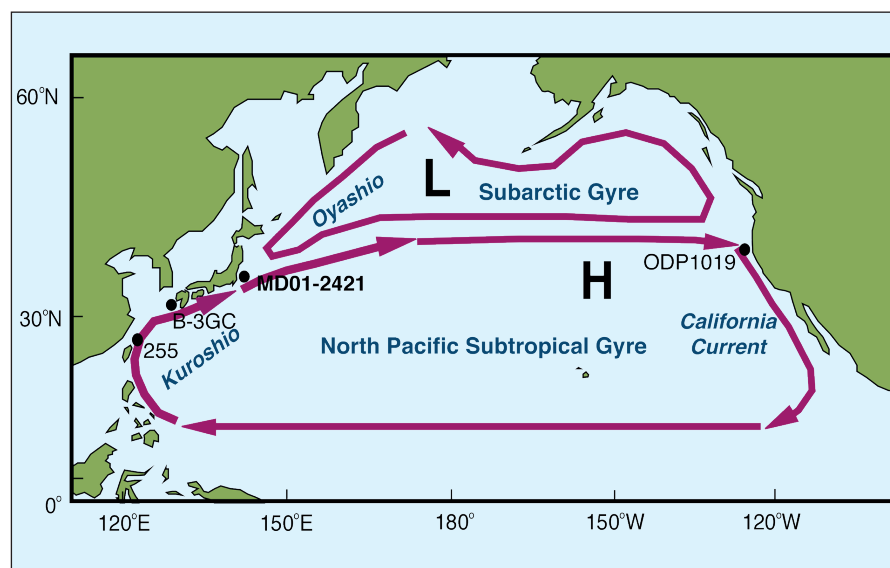 60°N
L
Subarctic Gyre
Oyashio
ODP1019
MD01-2421
H
B-3GC
30°N
California
Current
255
Kuroshio
North Pacific Subtropical Gyre
0°
120°E
150°E
180°
150°W
120°W